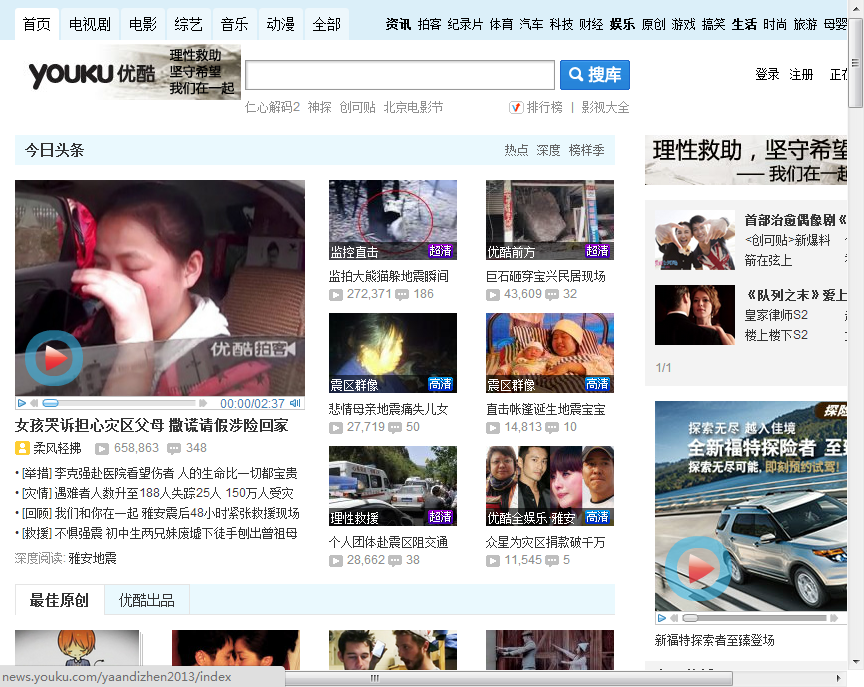 首页 电视剧 电影 综艺 音乐 动漫 全部 资讯 拍客 纪录片 体育 汽车 科技 财经 娱乐 原创 游戏 搞笑 生活 时尚 旅游 母婴
YOUKU 优酷
理性救助
坚守希望
我们在一起
搜库
登录 注册 正在
仁心解码2 神探 创可贴 北京电影节 排行榜 | 影视大全
今日头条 热点 深度 榜样季
优酷拍客
00:00/02:37
女孩哭诉担心灾区父母 撒谎请假涉险回家
柔风轻拂 658,863 348
• [举措] 李克强赴医院看望伤者 人的生命比一切都宝贵
• [灾情] 遇难者人数升至188人失踪25人 150万人受灾
• [回顾] 我们和你在一起 雅安震后48小时紧张救援现场
• [救援] 不惧强震 初中生两兄妹废墟下徒手刨出曾祖母
深度阅读: 雅安地震
监控直击 超清
监拍大熊猫躲地震瞬间
272,371 186
优酷前方 超清
巨石砸穿宝兴民居现场
43,609 32
震区群像 高清
悲情母亲地震痛失儿女
27,719 50
震区群像 高清
直击帐篷诞生地震宝宝
14,813 10
理性救援 超清
个人团体赴震区阻交通
28,662 38
优酷全娱乐 雅安 高清
众星为灾区捐款破千万
11,545 5
最佳原创 优酷出品
理性救助，坚守希望
—— 我们在一起
首部治愈偶像剧《
<创可贴>新爆料
箭在弦上
《队列之末》爱上
皇家律师S2
楼上楼下S2
1/1
探险
探索无尽 越入佳境
全新福特探险者 至
探索无尽可能, 即刻预约试驾!
新福特探索者至臻登场
news.youku.com/yaandizhen2013/index